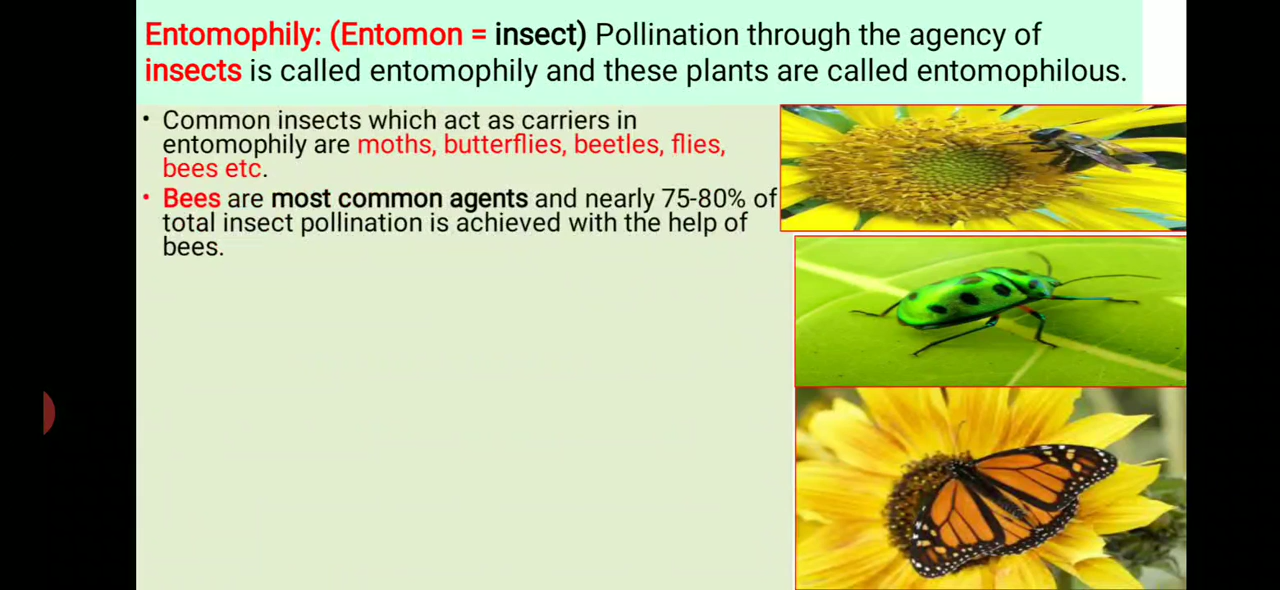 Entomophily: (Entomon = insect) Pollination through the agency of
insects is called entomophily and these plants are called entomophilous.
• Common insects which act as carriers in
entomophily are moths, butterflies, beetles, flies,
bees etc.
• Bees are most common agents and nearly 75-80% of
total insect pollination is achieved with the help of
bees.